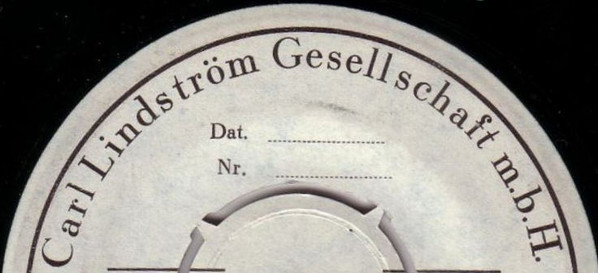 Carl Lindström Gesellschaft m.b.H.
Dat.
Nr.